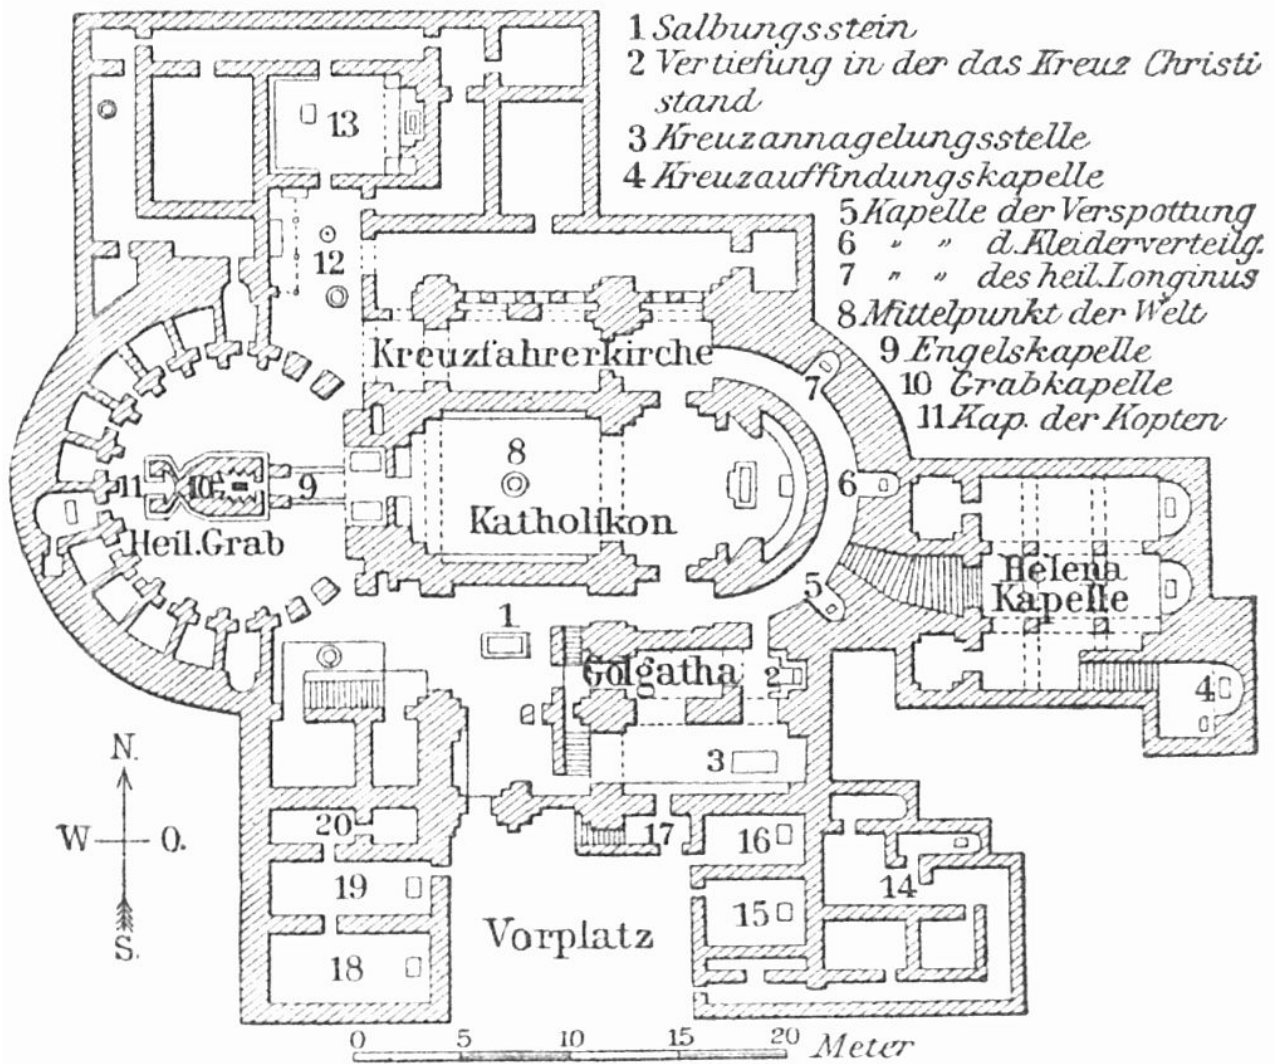 1 Salbungsstein
2 Vertiefung in der das Kreuz Christi
stand
3 Kreuzannagelungsstelle
4 Kreuzauffindungskapelle
5 Kapelle der Verspottung
6 " " d. Kleiderverteilg.
7 " " des heil. Longinus
8 Mittelpunkt der Welt
9 Engelskapelle
10 Grabkapelle
11 Kap. der Kopten
13
12
Kreuzfahrerkirche
7
8
11 10 9
6
Katholikon
Heil. Grab
Helena
Kapelle
5
1
Golgatha
2
4
3
N.
W O.
S.
20
17
16
19
14
15
Vorplatz
18
0 5 10 15 20 Meter